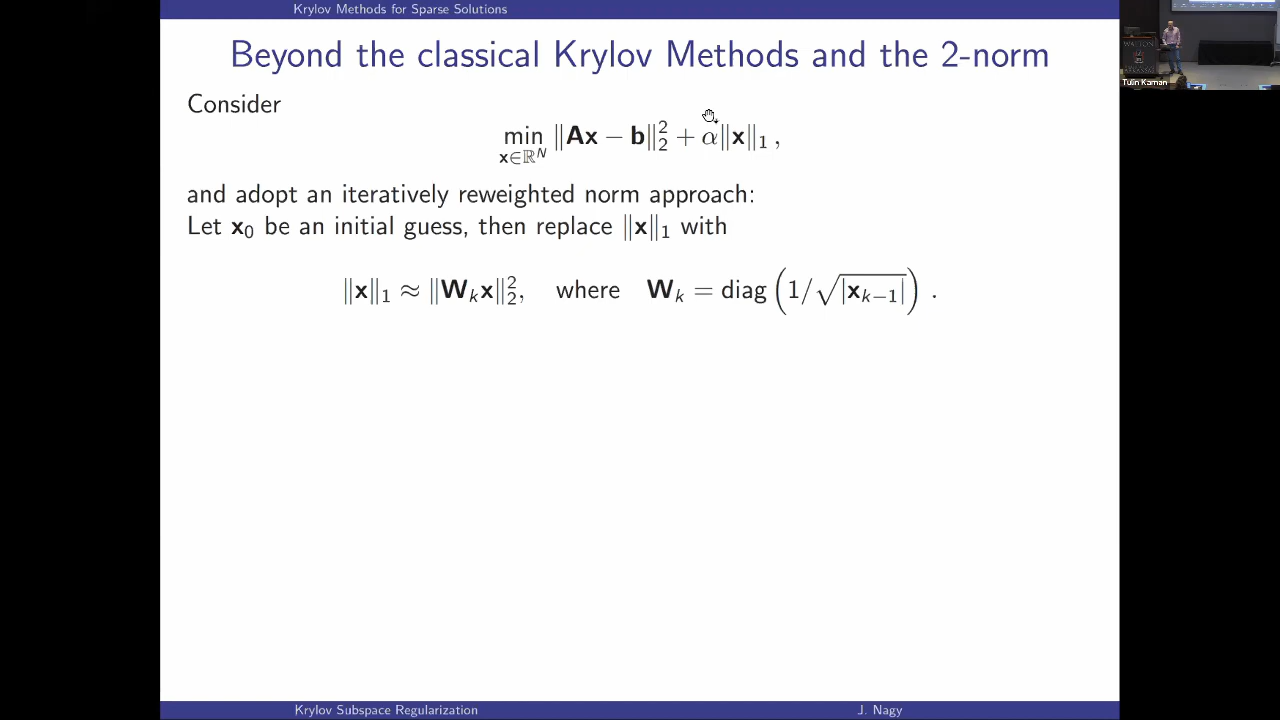 Krylov Methods for Sparse Solutions
Beyond the classical Krylov Methods and the 2-norm
Consider
min_{x∈ℝ^N} ‖Ax − b‖₂² + α‖x‖₁ ,
and adopt an iteratively reweighted norm approach:
Let x₀ be an initial guess, then replace ‖x‖₁ with
‖x‖₁ ≈ ‖W_k x‖₂², where W_k = diag (1/√|x_{k−1}|) .
Krylov Subspace Regularization J. Nagy
Tulin Kaman